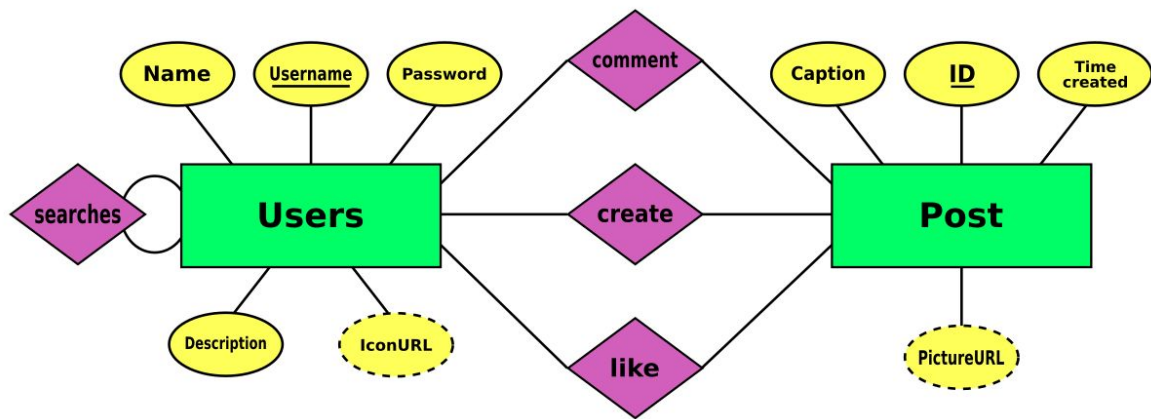 comment
Name
Username
Password
Caption
ID
Time
created
searches
Users
create
Post
Description
IconURL
like
PictureURL